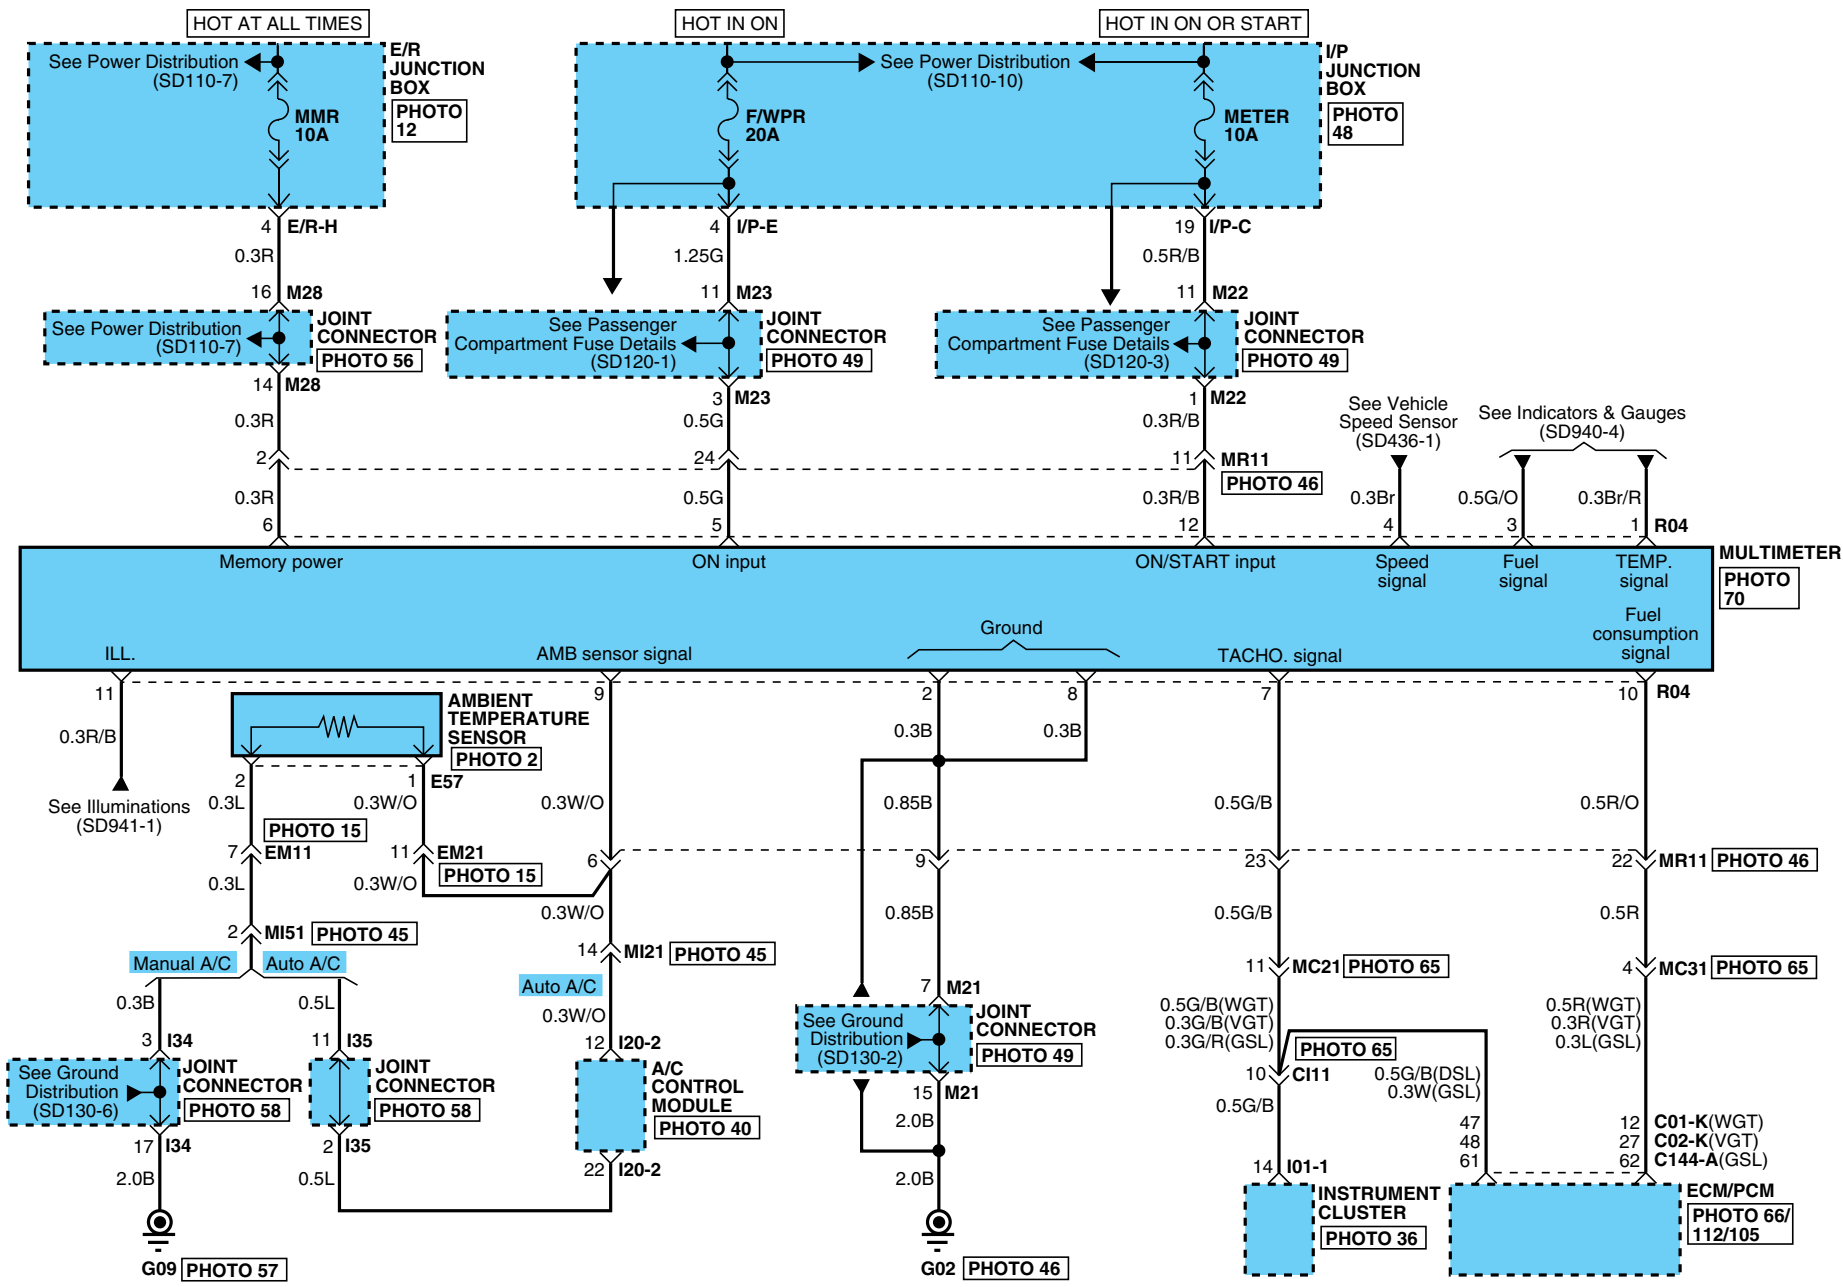 HOT AT ALL TIMES
HOT IN ON
HOT IN ON OR START
See Power Distribution
(SD110-7)
MMR
10A
E/R
JUNCTION
BOX
PHOTO
12
See Power Distribution
(SD110-10)
F/WPR
20A
METER
10A
I/P
JUNCTION
BOX
PHOTO
48
4 E/R-H
0.3R
16 M28
4 I/P-E
1.25G
11 M23
19 I/P-C
0.5R/B
11 M22
See Power Distribution
(SD110-7)
JOINT
CONNECTOR
PHOTO 56
See Passenger
Compartment Fuse Details
(SD120-1)
JOINT
CONNECTOR
PHOTO 49
See Passenger
Compartment Fuse Details
(SD120-3)
JOINT
CONNECTOR
PHOTO 49
14 M28
0.3R
2
0.3R
6
3 M23
0.5G
24
0.5G
5
1 M22
0.3R/B
11 MR11
PHOTO 46
0.3R/B
12
See Vehicle
Speed Sensor
(SD436-1)
0.3Br
4
See Indicators & Gauges
(SD940-4)
0.5G/O
3
0.3Br/R
1 R04
MULTIMETER
PHOTO
70
Memory power
ON input
ON/START input
Speed
signal
Fuel
signal
TEMP.
signal
ILL.
AMB sensor signal
Ground
TACHO. signal
Fuel
consumption
signal
11
9
2
8
7
10 R04
0.3R/B
See Illuminations
(SD941-1)
AMBIENT
TEMPERATURE
SENSOR
PHOTO 2
2
1 E57
0.3L
0.3W/O
0.3W/O
PHOTO 15
7 EM11
11 EM21
PHOTO 15
0.3L
0.3W/O
6
0.3W/O
2 MI51 PHOTO 45
14 MI21 PHOTO 45
Manual A/C
Auto A/C
Auto A/C
0.3B
0.5L
0.3W/O
3 I34
11 I35
12 I20-2
See Ground
Distribution
(SD130-6)
JOINT
CONNECTOR
PHOTO 58
JOINT
CONNECTOR
PHOTO 58
A/C
CONTROL
MODULE
PHOTO 40
17 I34
2 I35
22 I20-2
2.0B
0.5L
G09 PHOTO 57
0.3B
0.3B
0.85B
9
0.85B
7 M21
See Ground
Distribution
(SD130-2)
JOINT
CONNECTOR
PHOTO 49
15 M21
2.0B
2.0B
G02 PHOTO 46
0.5G/B
23
0.5G/B
11 MC21 PHOTO 65
0.5G/B(WGT)
0.3G/B(VGT)
0.3G/R(GSL)
PHOTO 65
10 CI11
0.5G/B
14 I01-1
INSTRUMENT
CLUSTER
PHOTO 36
0.5R/O
22 MR11 PHOTO 46
0.5R
4 MC31 PHOTO 65
0.5R(WGT)
0.3R(VGT)
0.3L(GSL)
0.5G/B(DSL)
0.3W(GSL)
47
48
61
12 C01-K(WGT)
27 C02-K(VGT)
62 C144-A(GSL)
ECM/PCM
PHOTO 66/
112/105